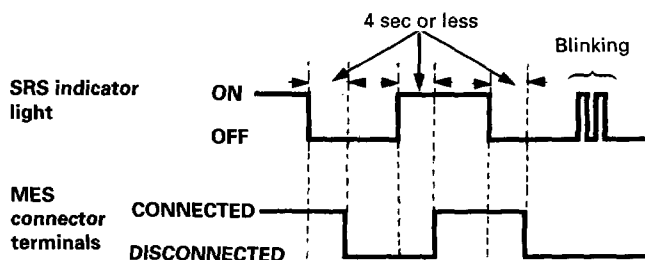 4 sec or less
Blinking
SRS indicator
light
ON
OFF
MES
connector
terminals
CONNECTED
DISCONNECTED